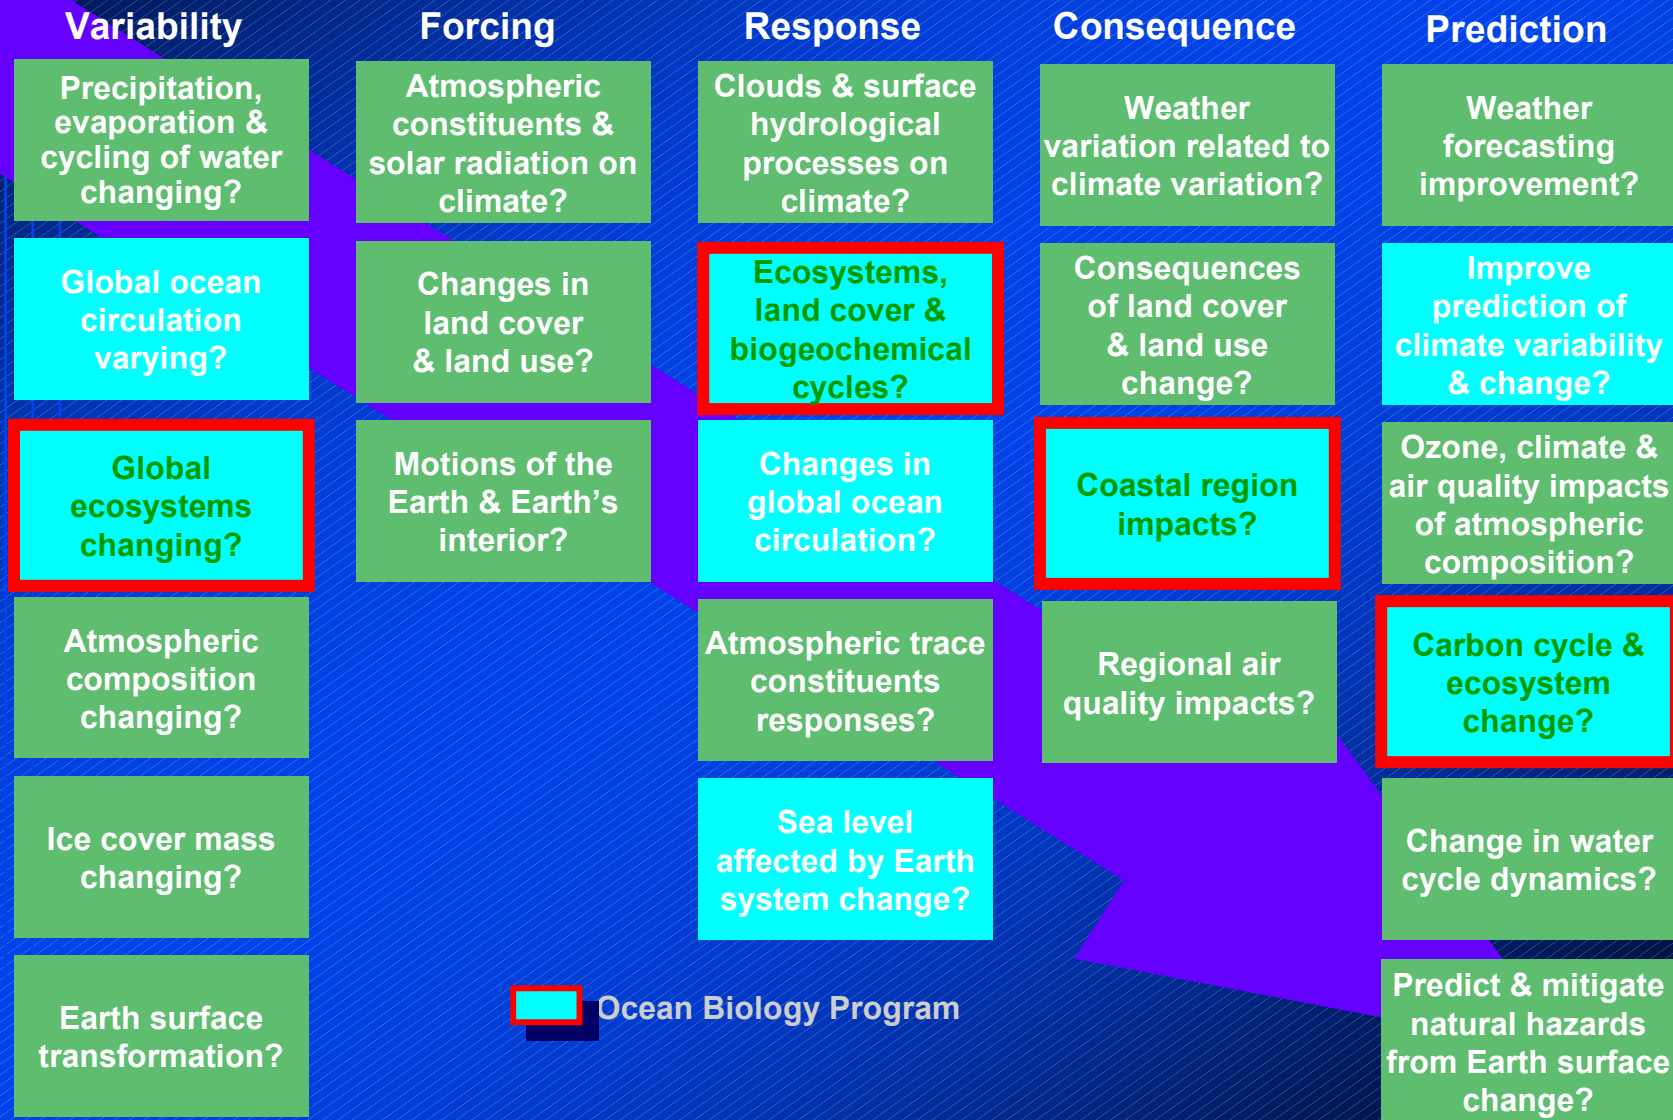 Variability
Precipitation,
evaporation &
cycling of water
changing?
Global ocean
circulation
varying?
Global
ecosystems
changing?
Atmospheric
composition
changing?
Ice cover mass
changing?
Earth surface
transformation?
Forcing
Atmospheric
constituents &
solar radiation on
climate?
Changes in
land cover
& land use?
Motions of the
Earth & Earth’s
interior?
Response
Clouds & surface
hydrological
processes on
climate?
Ecosystems,
land cover &
biogeochemical
cycles?
Changes in
global ocean
circulation?
Atmospheric trace
constituents
responses?
Sea level
affected by Earth
system change?
Consequence
Weather
variation related to
climate variation?
Consequences
of land cover
& land use
change?
Coastal region
impacts?
Regional air
quality impacts?
Prediction
Weather
forecasting
improvement?
Improve
prediction of
climate variability
& change?
Ozone, climate &
air quality impacts
of atmospheric
composition?
Carbon cycle &
ecosystem
change?
Change in water
cycle dynamics?
Predict & mitigate
natural hazards
from Earth surface
change?
Ocean Biology Program